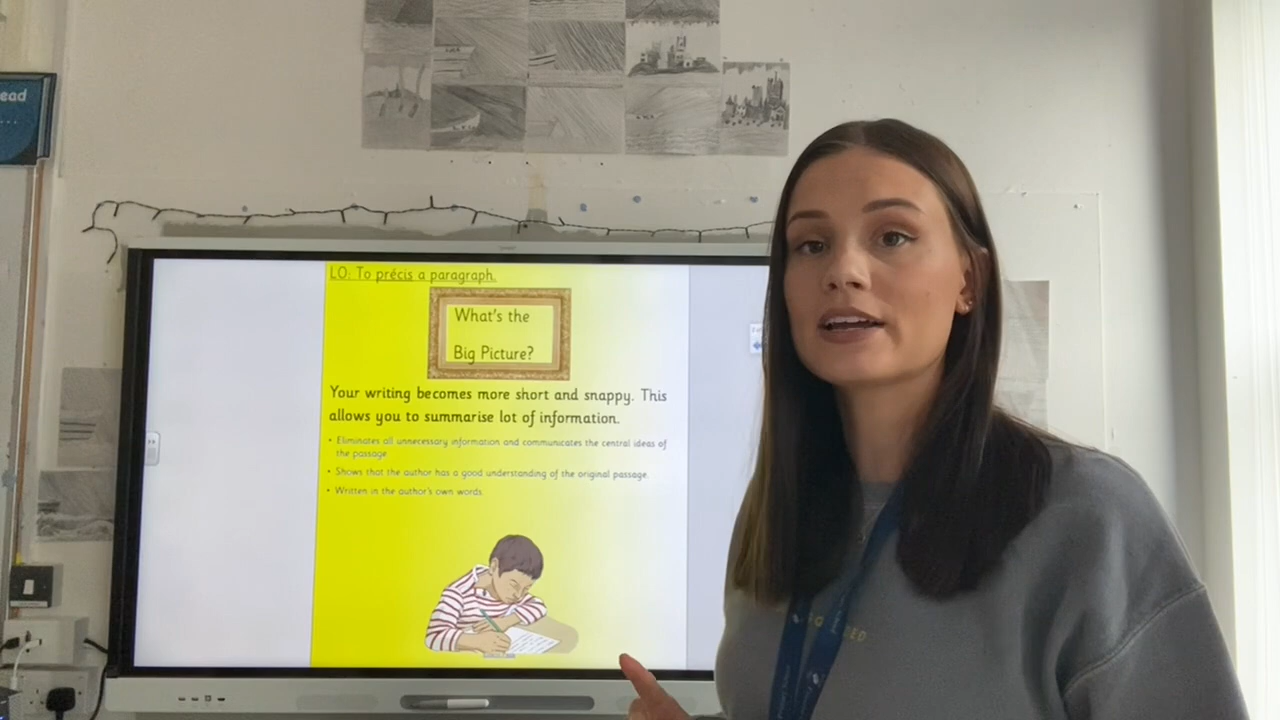 ead
LO: To précis a paragraph.
What's the
Big Picture?
Your writing becomes more short and snappy. This
allows you to summarise lot of information.
• Eliminates all unnecessary information and communicates the central ideas of
the passage
• Shows that the author has a good understanding of the original passage.
• Written in the author's own words